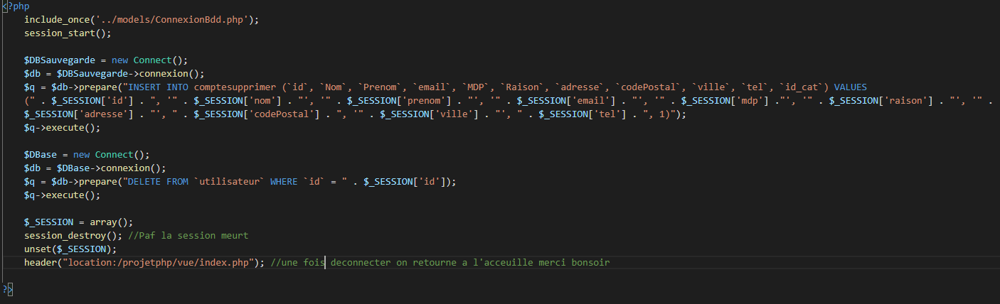 <?php
include_once('../models/ConnexionBdd.php');
session_start();
$DBSauvegarde = new Connect();
$db = $DBSauvegarde->connexion();
$q = $db->prepare("INSERT INTO comptesupprimer (`id`, `Nom`, `Prenom`, `email`, `MDP`, `Raison`, `adresse`, `codePostal`, `ville`, `tel`, `id_cat`) VALUES
(" . $_SESSION['id'] . ", '" . $_SESSION['nom'] . "', '" . $_SESSION['prenom'] . "', '" . $_SESSION['email'] . "', '" . $_SESSION['mdp'] ."', '" . $_SESSION['raison'] . "', '" .
$_SESSION['adresse'] . "', " . $_SESSION['codePostal'] . ", '" . $_SESSION['ville'] . "', " . $_SESSION['tel'] . ", 1)");
$q->execute();
$DBase = new Connect();
$db = $DBase->connexion();
$q = $db->prepare("DELETE FROM `utilisateur` WHERE `id` = " . $_SESSION['id']);
$q->execute();
$_SESSION = array();
session_destroy(); //Paf la session meurt
unset($_SESSION);
header("location:/projetphp/vue/index.php"); //une fois deconnecter on retourne a l'acceuille merci bonsoir
?>